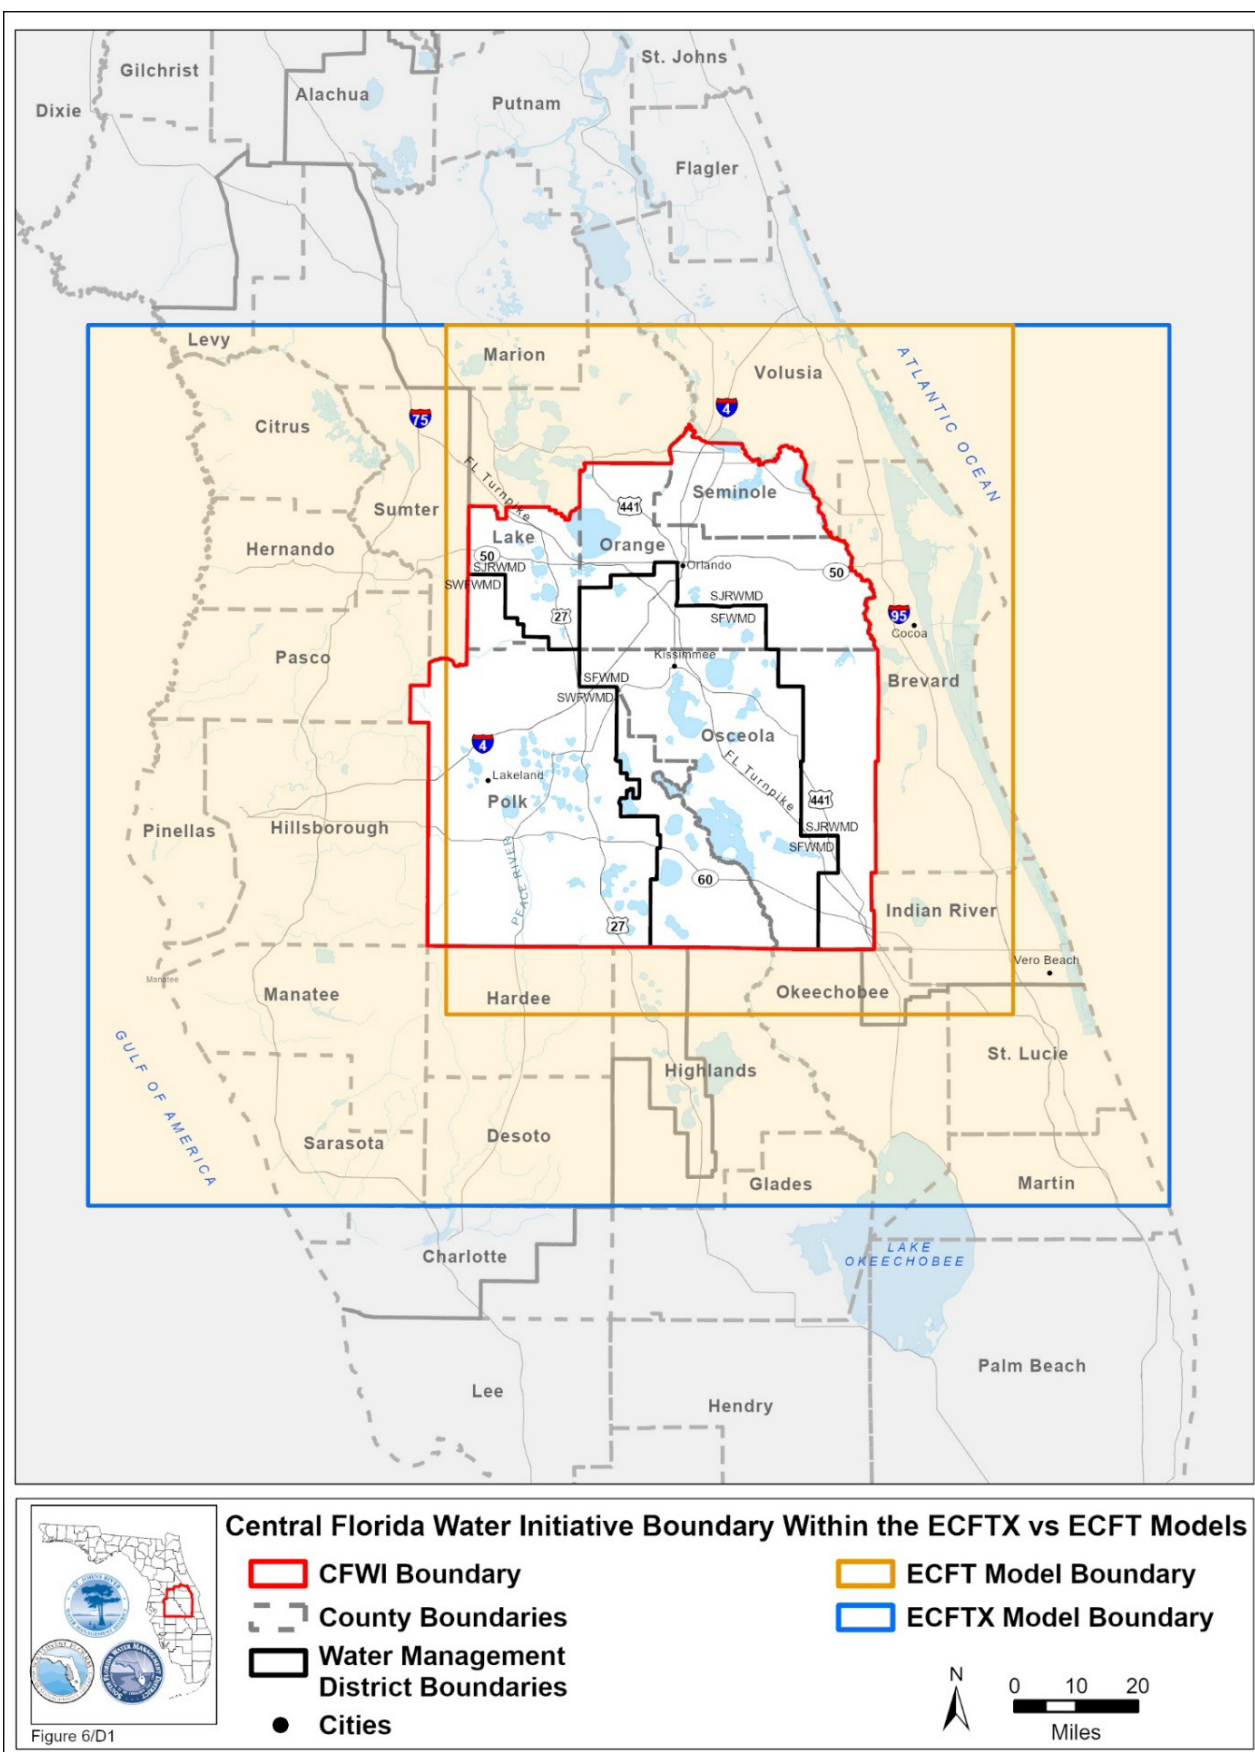 St. Johns
Gilchrist
Alachua
Putnam
Dixie
Flagler
Levy
Marion
Volusia
ATLANTIC OCEAN
4
75
Citrus
FL Turnpike
Seminole
441
Sumter
Lake
Orange
Hernando
50
SJRWMD
Orlando
50
SWFWMD
SJRWMD
27
SFWMD
95
Cocoa
Pasco
Kissimmee
SFWMD
Brevard
SWFWMD
4
Osceola
FL Turnpike
Lakeland
Polk
441
Pinellas
Hillsborough
SJRWMD
SFWMD
PEACE RIVER
60
27
Indian River
Vero Beach
Manatee
Manatee
Hardee
Okeechobee
GULF OF AMERICA
St. Lucie
Highlands
Sarasota
Desoto
Glades
Martin
Charlotte
LAKE
OKEECHOBEE
Palm Beach
Lee
Hendry
Central Florida Water Initiative Boundary Within the ECFTX vs ECFT Models
CFWI Boundary
County Boundaries
Water Management
District Boundaries
Cities
ECFT Model Boundary
ECFTX Model Boundary
N
0 10 20
Miles
Figure 6/D1